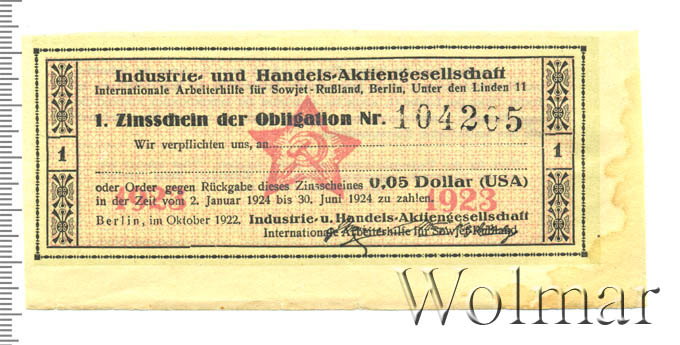 Industrie- und Handels-Aktiengesellschaft
Internationale Arbeiterhilfe für Sowjet-Rußland, Berlin, Unter den Linden 11
1. Zinsschein der Obligation Nr. 104205
Wir verpflichten uns, an
1
1
oder Order gegen Rückgabe dieses Zinsscheines 0,05 Dollar (USA)
1923
1923
in der Zeit vom 2. Januar 1924 bis 30. Juni 1924 zu zahlen.
Berlin, im Oktober 1922. Industrie- u. Handels-Aktiengesellschaft
Internationale Arbeiterhilfe für Sowjet-Rußland
Wolmar